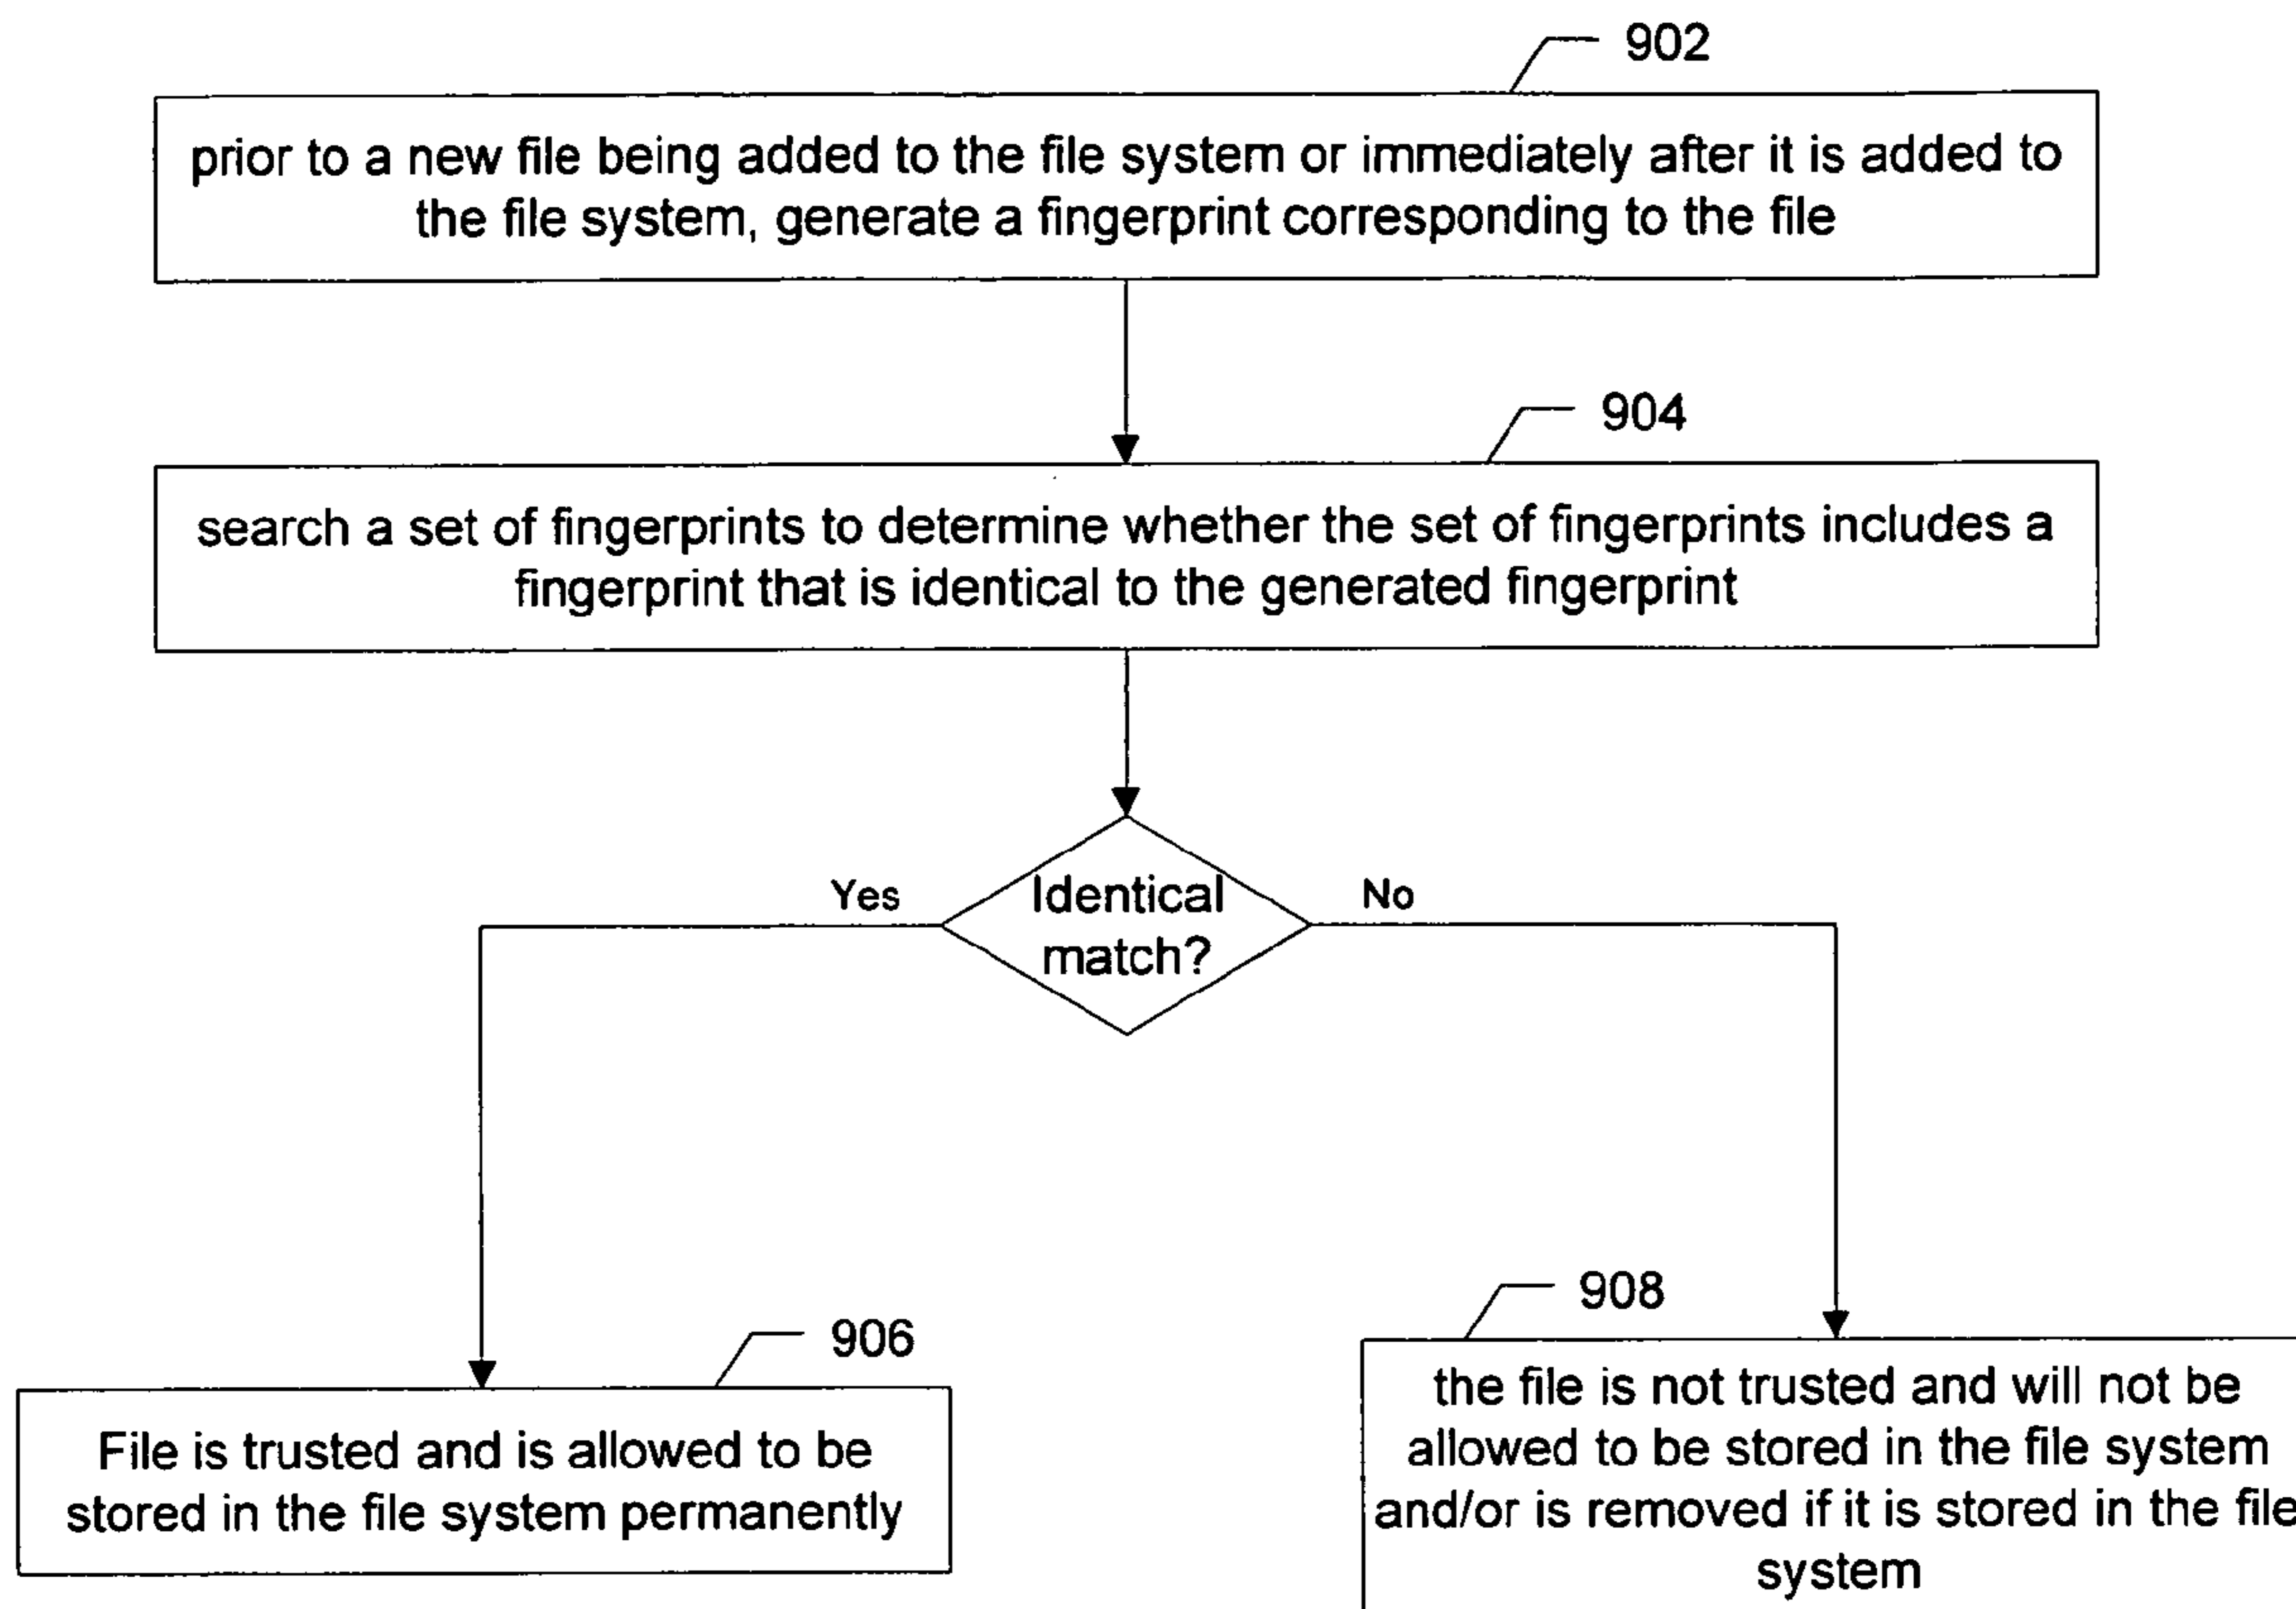 902
prior to a new file being added to the file system or immediately after it is added to
the file system, generate a fingerprint corresponding to the file
904
search a set of fingerprints to determine whether the set of fingerprints includes a
fingerprint that is identical to the generated fingerprint
Yes
Identical
match?
No
906
File is trusted and is allowed to be
stored in the file system permanently
908
the file is not trusted and will not be
allowed to be stored in the file system
and/or is removed if it is stored in the file
system